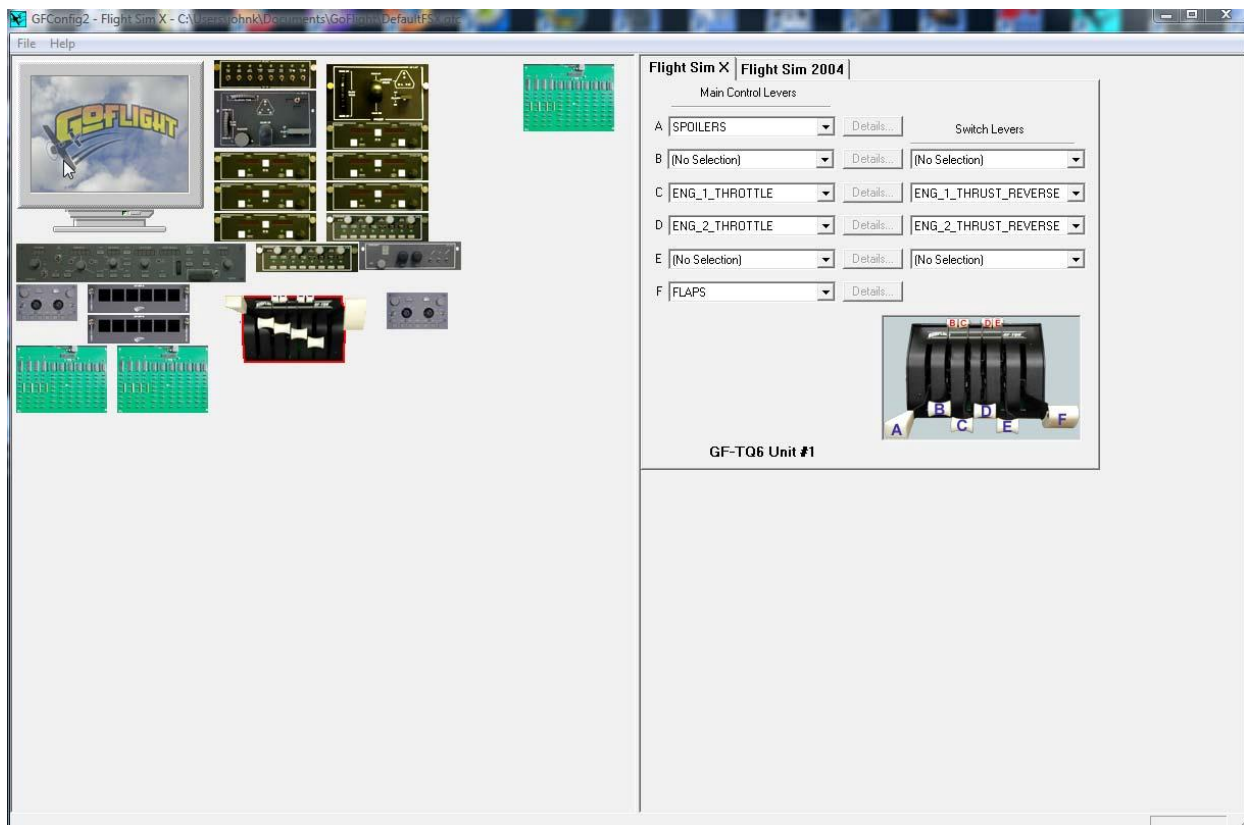 GFConfig2 - Flight Sim X - C:\Users\johnk\Documents\GoFlight\DefaultFSX.gfc
File Help
GOFLIGHT
Flight Sim X Flight Sim 2004
Main Control Levers
A SPOILERS Details... Switch Levers
B (No Selection) Details... (No Selection)
C ENG_1_THROTTLE Details... ENG_1_THRUST_REVERSE
D ENG_2_THROTTLE Details... ENG_2_THRUST_REVERSE
E (No Selection) Details... (No Selection)
F FLAPS Details...
B C D E
A B C D E F
GF-TQ6 Unit #1